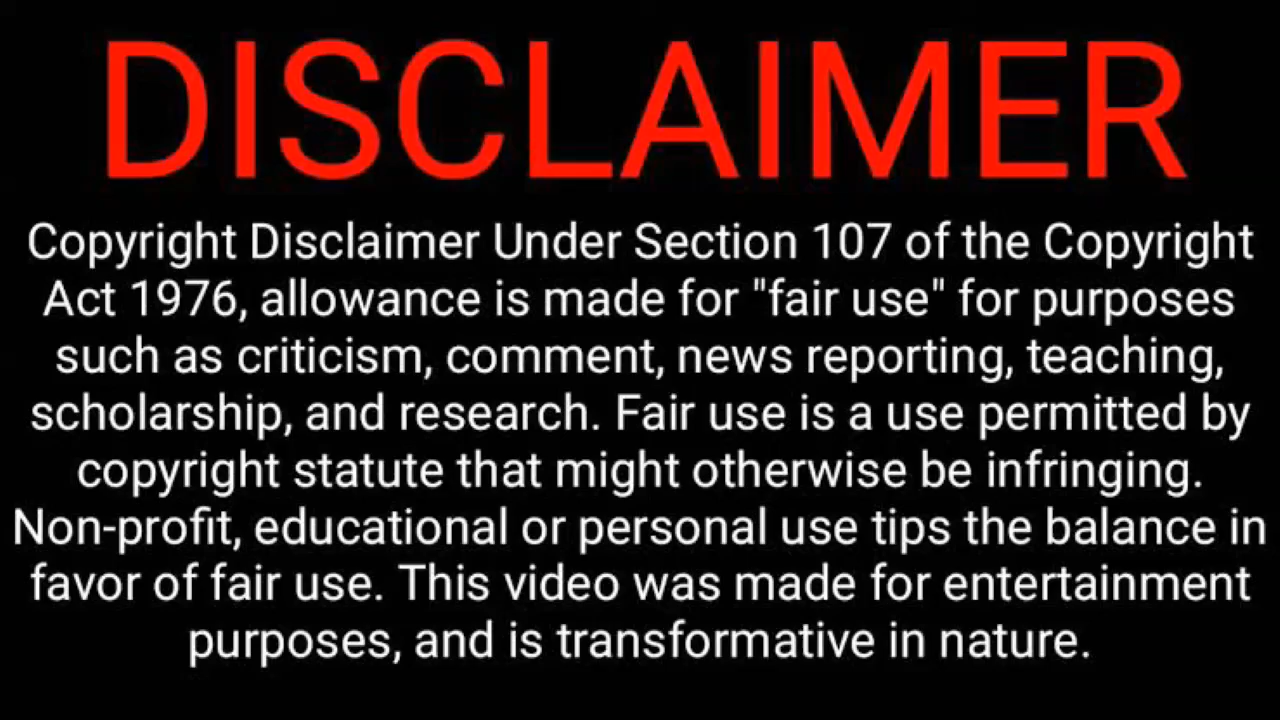 DISCLAIMER
Copyright Disclaimer Under Section 107 of the Copyright
Act 1976, allowance is made for "fair use" for purposes
such as criticism, comment, news reporting, teaching,
scholarship, and research. Fair use is a use permitted by
copyright statute that might otherwise be infringing.
Non-profit, educational or personal use tips the balance in
favor of fair use. This video was made for entertainment
purposes, and is transformative in nature.